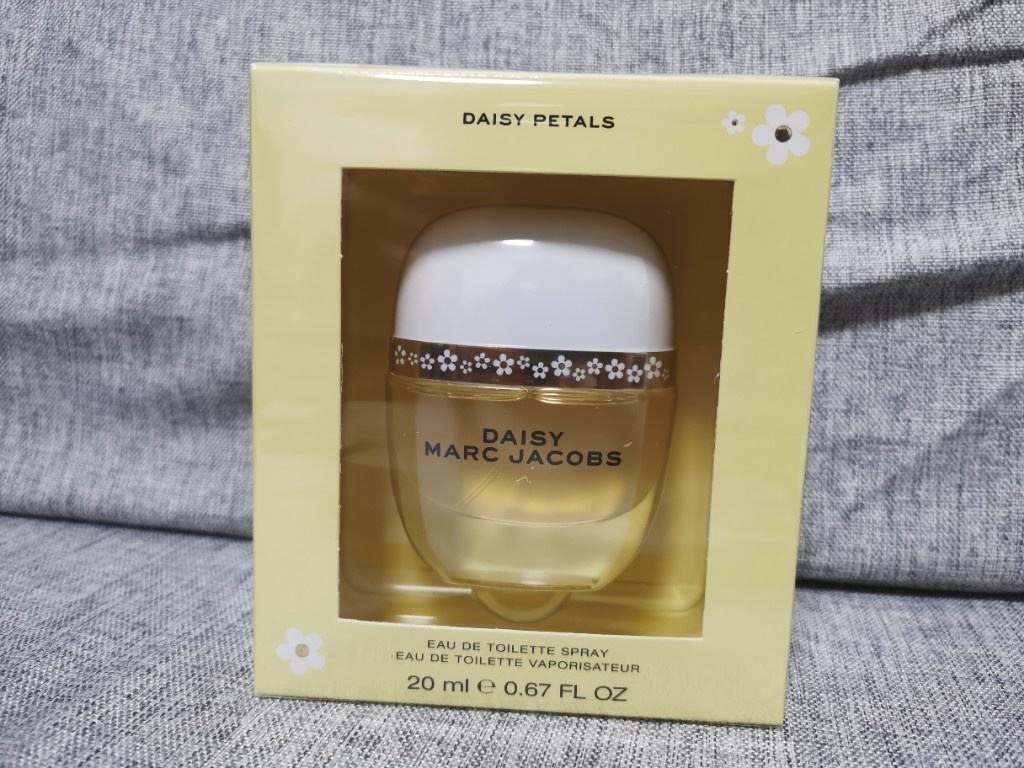 DAISY PETALS
DAISY
MARC JACOBS
EAU DE TOILETTE SPRAY
EAU DE TOILETTE VAPORISATEUR
20 ml ℮ 0.67 FL OZ